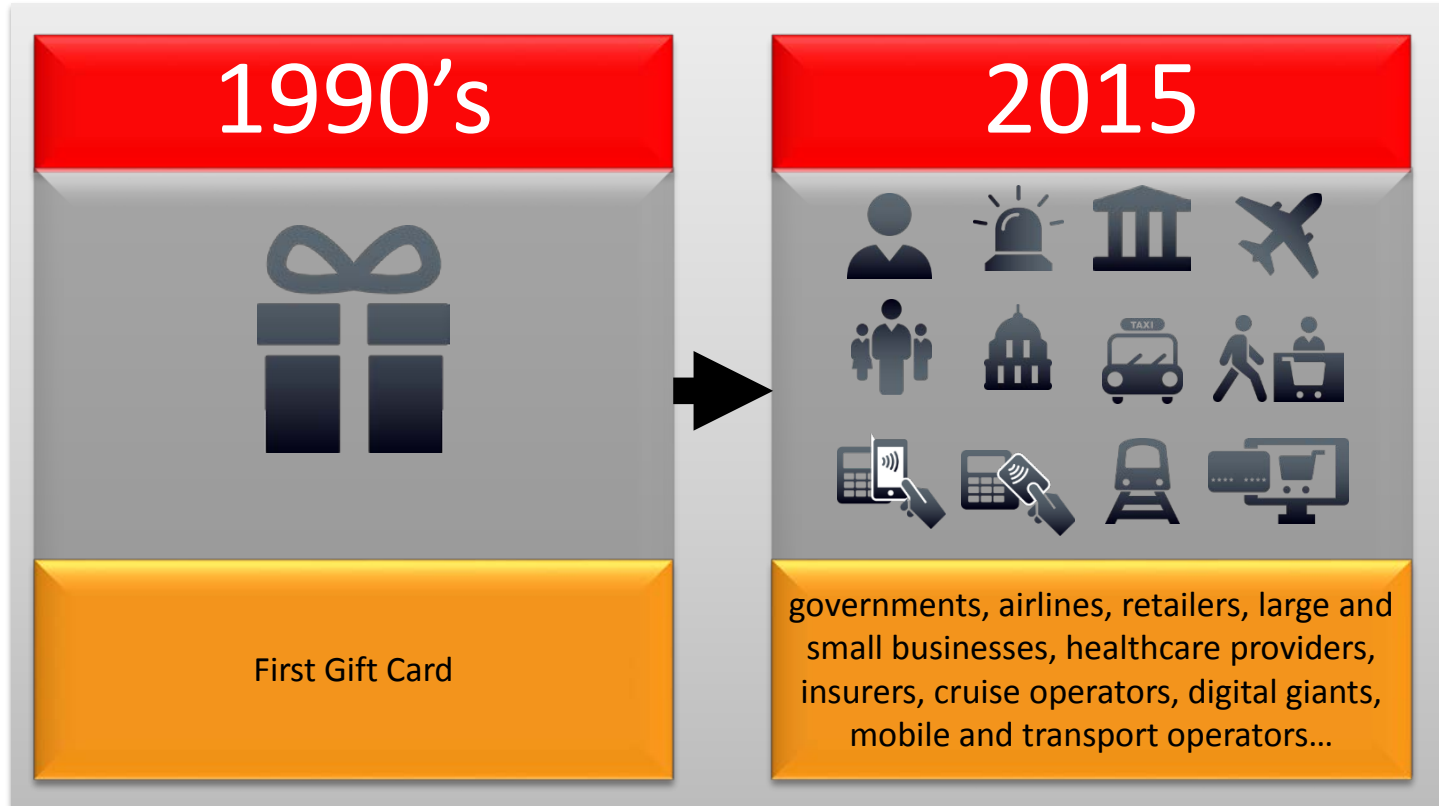 1990’s
First Gift Card
2015
TAXI
governments, airlines, retailers, large and
small businesses, healthcare providers,
insurers, cruise operators, digital giants,
mobile and transport operators…